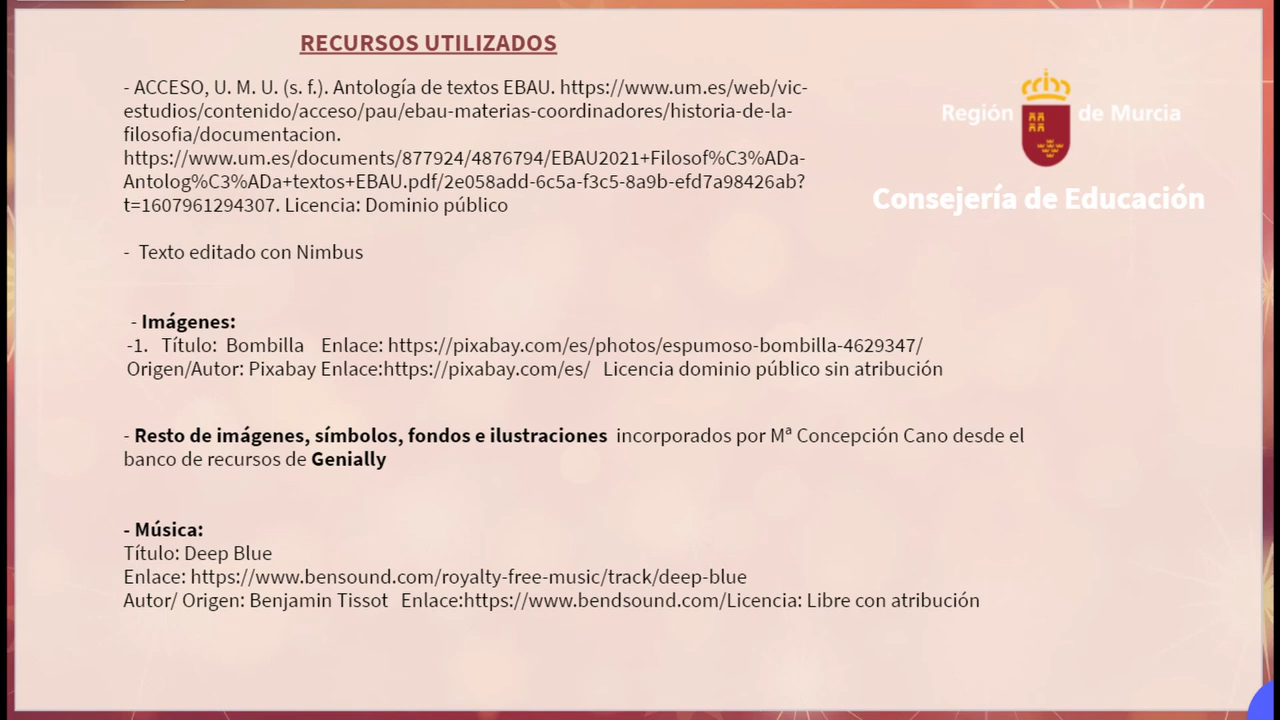 RECURSOS UTILIZADOS
- ACCESO, U. M. U. (s. f.). Antología de textos EBAU. https://www.um.es/web/vic-
estudios/contenido/acceso/pau/ebau-materias-coordinadores/historia-de-la-
filosofia/documentacion.
https://www.um.es/documents/877924/4876794/EBAU2021+Filosof%C3%ADa-
Antolog%C3%ADa+textos+EBAU.pdf/2e058add-6c5a-f3c5-8a9b-efd7a98426ab?
t=1607961294307. Licencia: Dominio público
Región de Murcia
Consejería de Educación
- Texto editado con Nimbus
- Imágenes:
-1. Título: Bombilla Enlace: https://pixabay.com/es/photos/espumoso-bombilla-4629347/
Origen/Autor: Pixabay Enlace:https://pixabay.com/es/ Licencia dominio público sin atribución
- Resto de imágenes, símbolos, fondos e ilustraciones incorporados por Mª Concepción Cano desde el
banco de recursos de Genially
- Música:
Título: Deep Blue
Enlace: https://www.bensound.com/royalty-free-music/track/deep-blue
Autor/ Origen: Benjamin Tissot Enlace:https://www.bendsound.com/Licencia: Libre con atribución